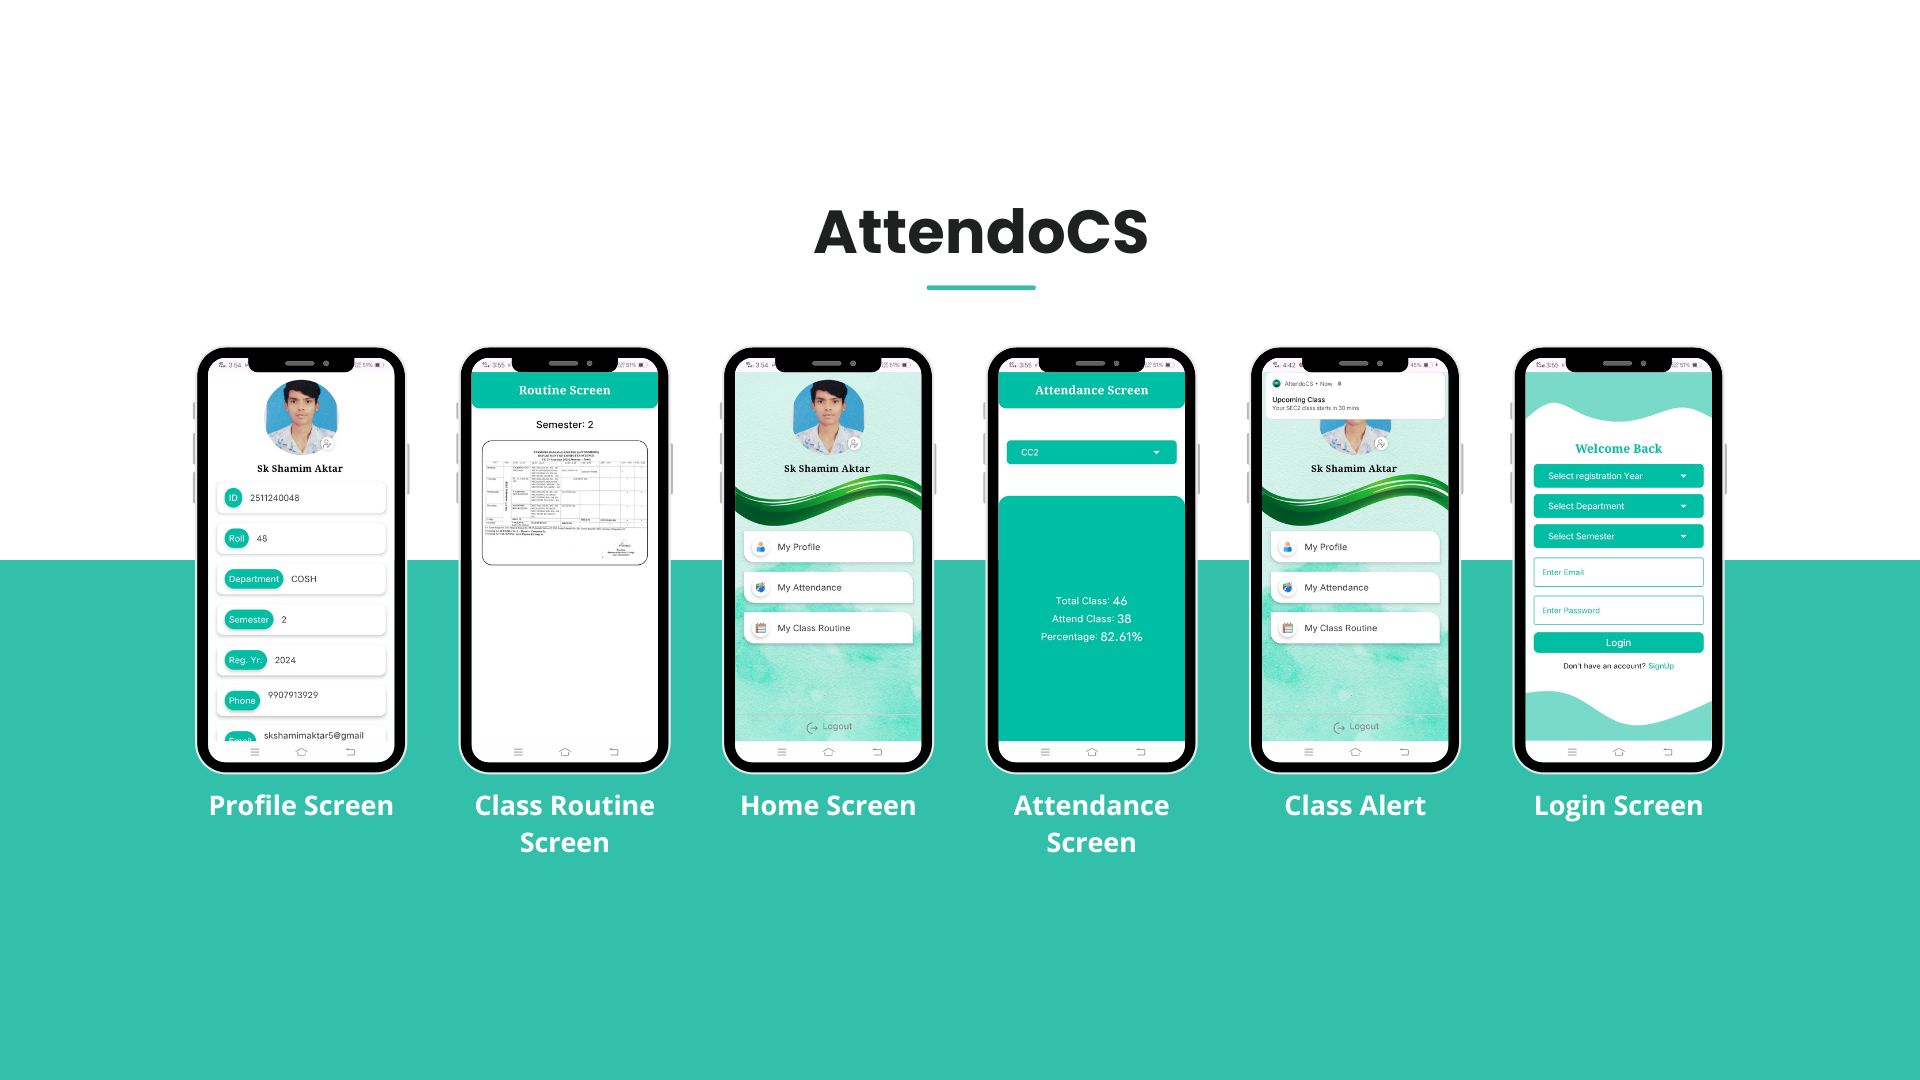 AttendoCS
3:54
51%
Sk Shamim Aktar
ID 2511240048
Roll 48
Department COSH
Semester 2
Reg. Yr. 2024
Phone 9907913929
Email skshamimaktar5@gmail
Profile Screen
3:55
51%
Routine Screen
Semester: 2
Class Routine
Screen
3:54
51%
Sk Shamim Aktar
My Profile
My Attendance
My Class Routine
Logout
Home Screen
3:55
51%
Attendance Screen
CC2
Total Class: 46
Attend Class: 38
Percentage: 82.61%
Attendance
Screen
4:42
45%
AttendoCS • Now
Upcoming Class
Your SEC2 class starts in 30 mins
Sk Shamim Aktar
My Profile
My Attendance
My Class Routine
Logout
Class Alert
3:55
51%
Welcome Back
Select registration Year
Select Department
Select Semester
Enter Email
Enter Password
Login
Don't have an account? SignUp
Login Screen